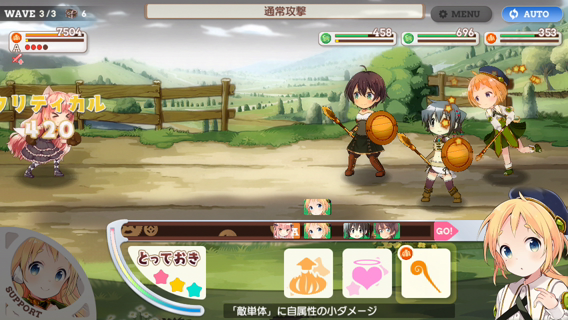 WAVE 3/3 6
通常攻撃
MENU
AUTO
7504
458
696
353
A
クリティカル
420
GO!
とっておき
SUPPORT
「敵単体」に自属性の小ダメージ